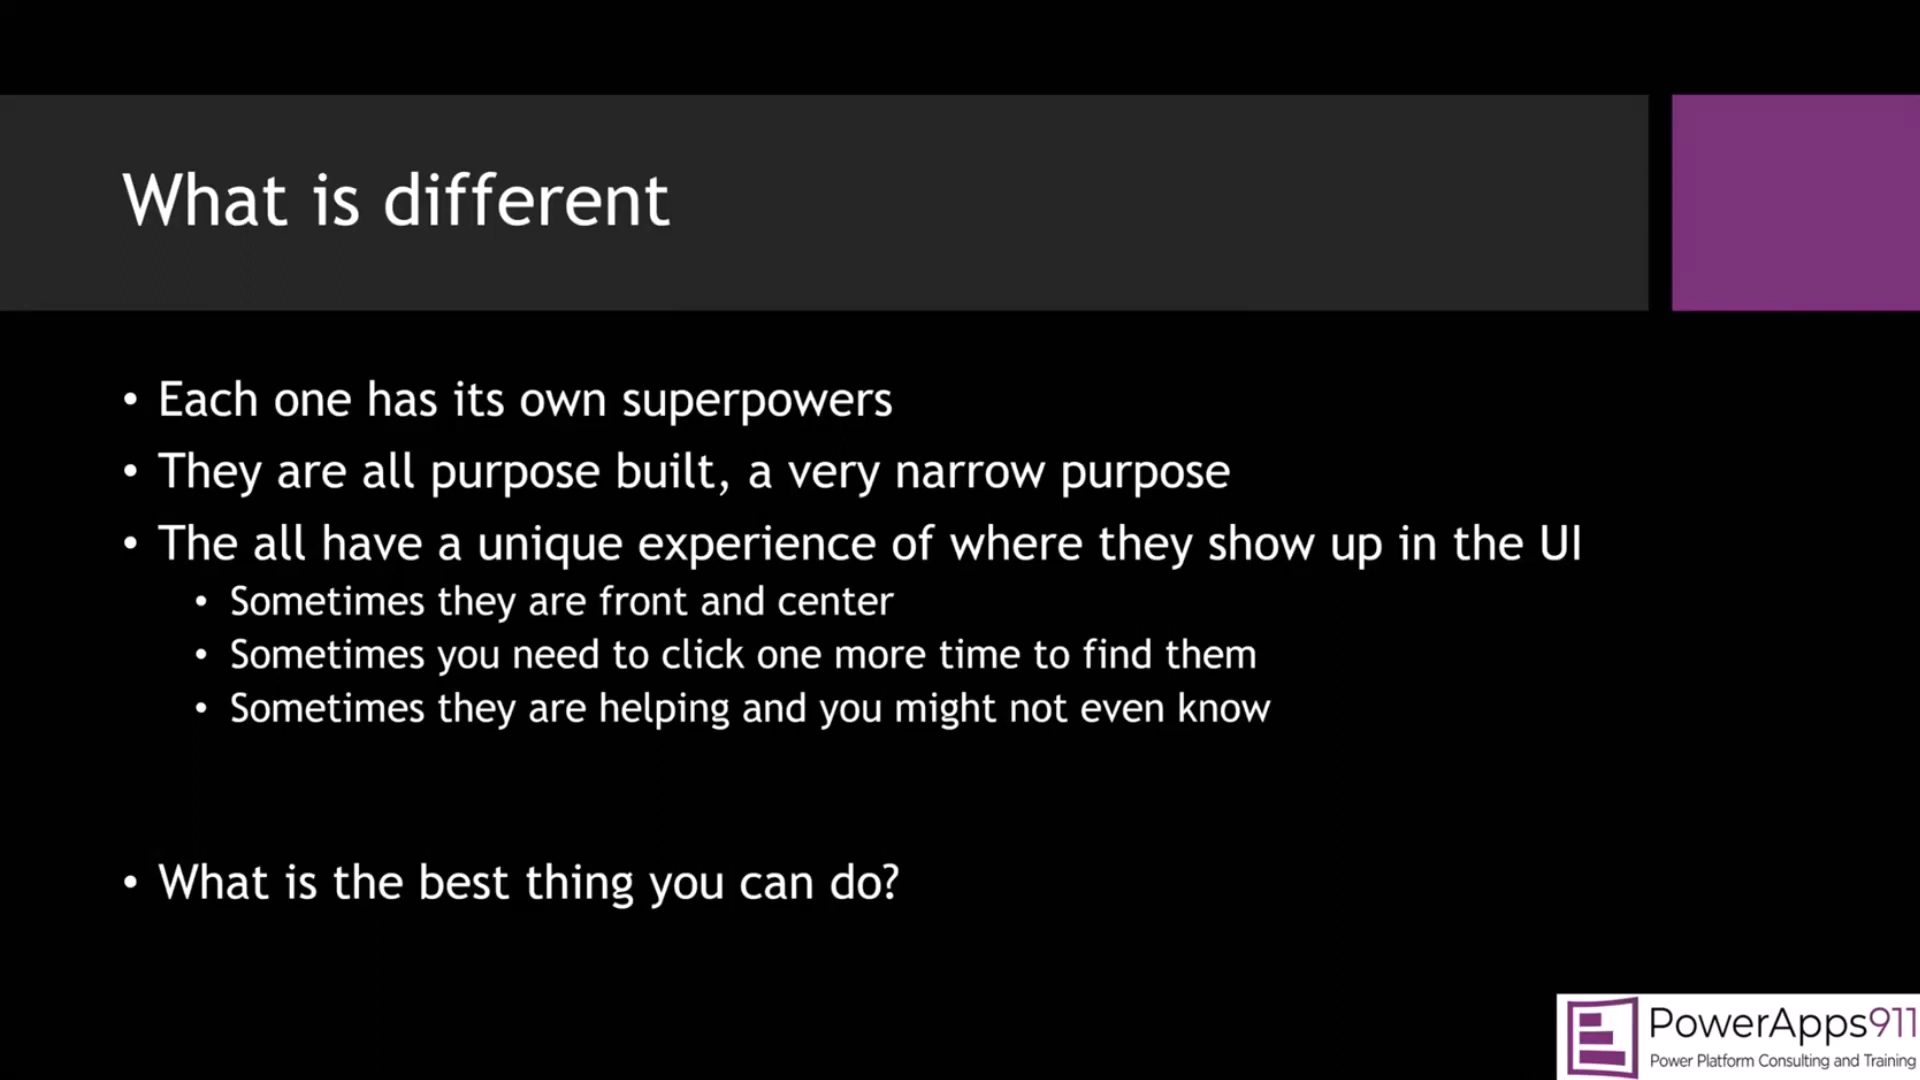 What is different
• Each one has its own superpowers
• They are all purpose built, a very narrow purpose
• The all have a unique experience of where they show up in the UI
• Sometimes they are front and center
• Sometimes you need to click one more time to find them
• Sometimes they are helping and you might not even know
• What is the best thing you can do?
PowerApps911
Power Platform Consulting and Training